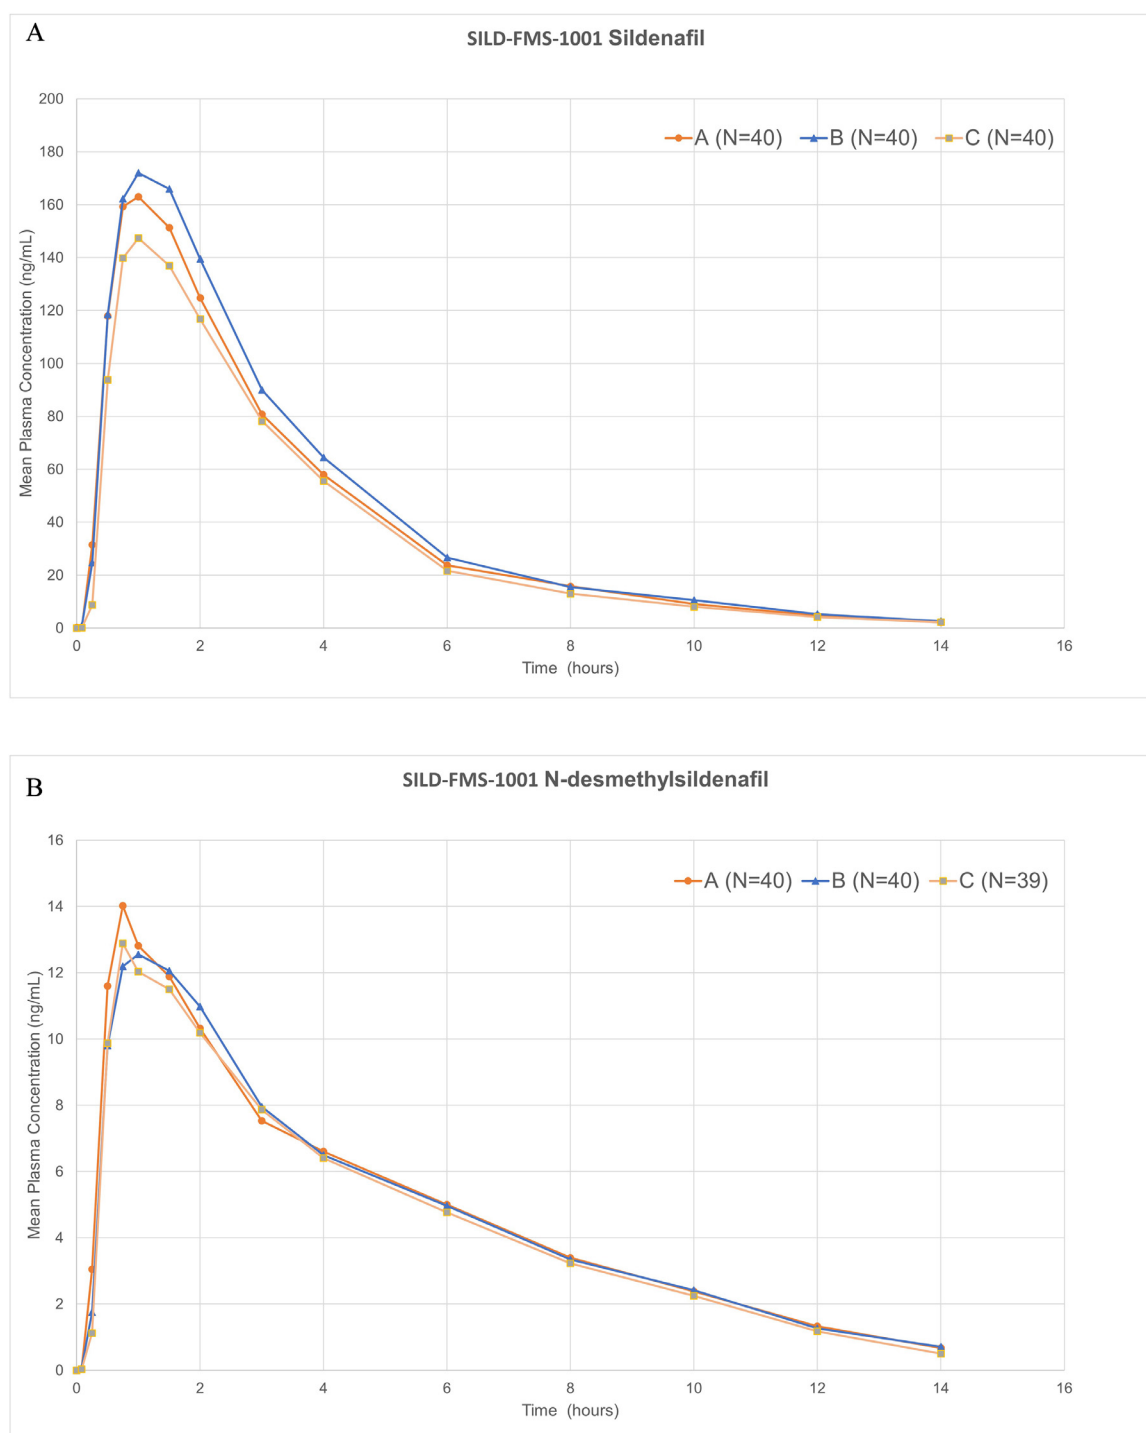 A
SILD-FMS-1001 Sildenafil
200
180
160
140
120
100
80
60
40
20
0
A (N=40) B (N=40) C (N=40)
Mean Plasma Concentration (ng/mL)
0 2 4 6 8 10 12 14 16
Time (hours)
B
SILD-FMS-1001 N-desmethylsildenafil
16
14
12
10
8
6
4
2
0
A (N=40) B (N=40) C (N=39)
Mean Plasma Concentration (ng/mL)
0 2 4 6 8 10 12 14 16
Time (hours)